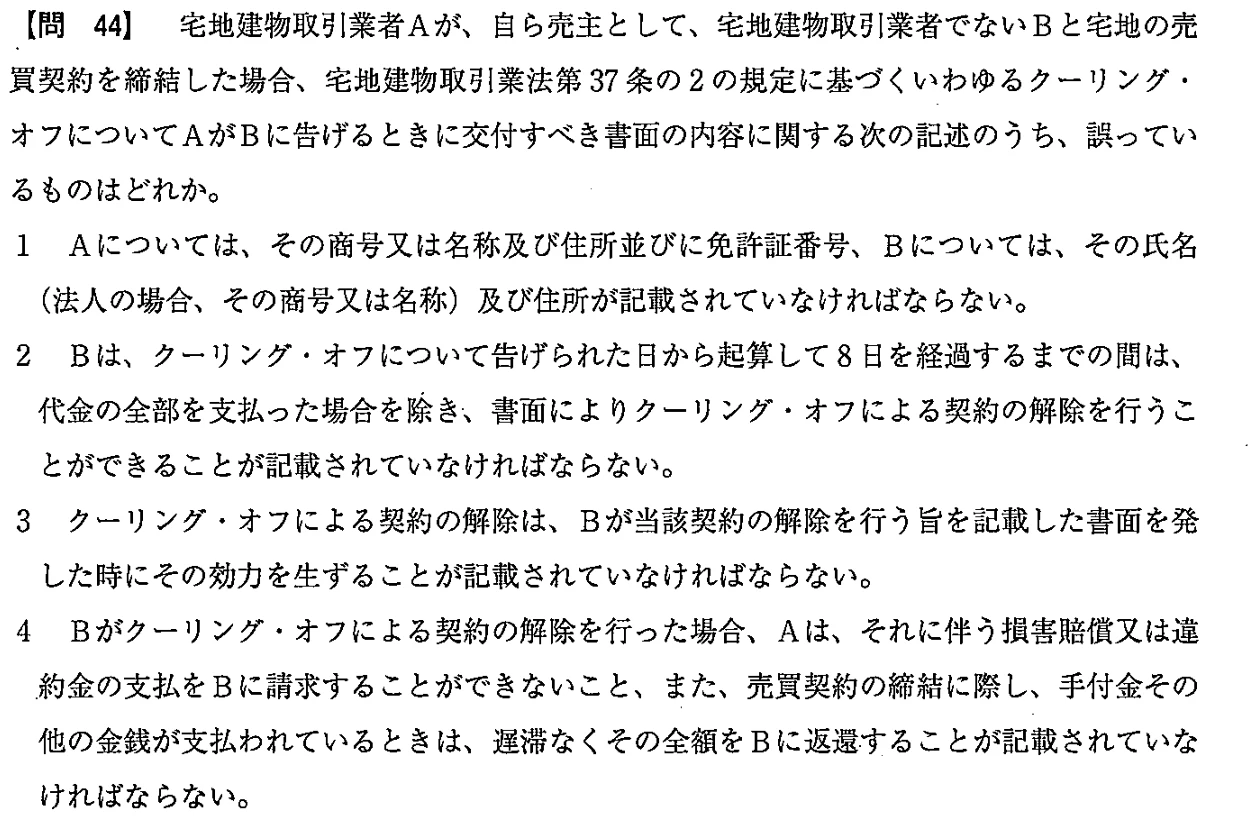 【問 44】 宅地建物取引業者Aが、自ら売主として、宅地建物取引業者でないBと宅地の売
買契約を締結した場合、宅地建物取引業法第37条の2の規定に基づくいわゆるクーリング・
オフについてAがBに告げるときに交付すべき書面の内容に関する次の記述のうち、誤ってい
るものはどれか。
1 Aについては、その商号又は名称及び住所並びに免許証番号、Bについては、その氏名
(法人の場合、その商号又は名称)及び住所が記載されていなければならない。
2 Bは、クーリング・オフについて告げられた日から起算して8日を経過するまでの間は、
代金の全部を支払った場合を除き、書面によりクーリング・オフによる契約の解除を行うこ
とができることが記載されていなければならない。
3 クーリング・オフによる契約の解除は、Bが当該契約の解除を行う旨を記載した書面を発
した時にその効力を生ずることが記載されていなければならない。
4 Bがクーリング・オフによる契約の解除を行った場合、Aは、それに伴う損害賠償又は違
約金の支払をBに請求することができないこと、また、売買契約の締結に際し、手付金その
他の金銭が支払われているときは、遅滞なくその全額をBに返還することが記載されていな
ければならない。